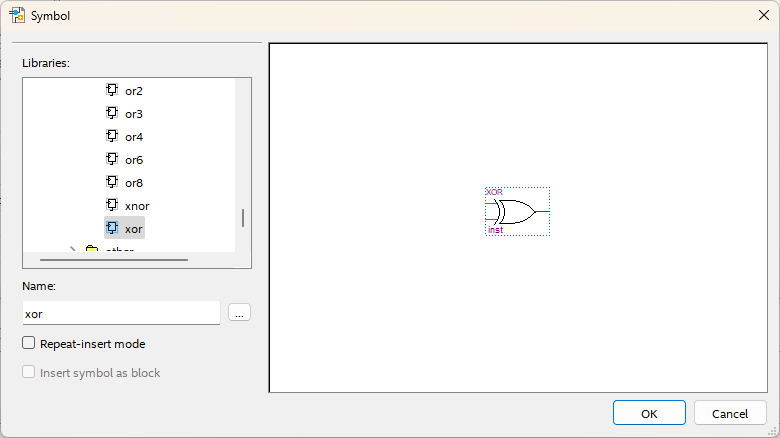 Symbol
Libraries:
or2
or3
or4
or6
or8
xnor
xor
other
Name:
xor
...
Repeat-insert mode
Insert symbol as block
XOR
inst
OK
Cancel